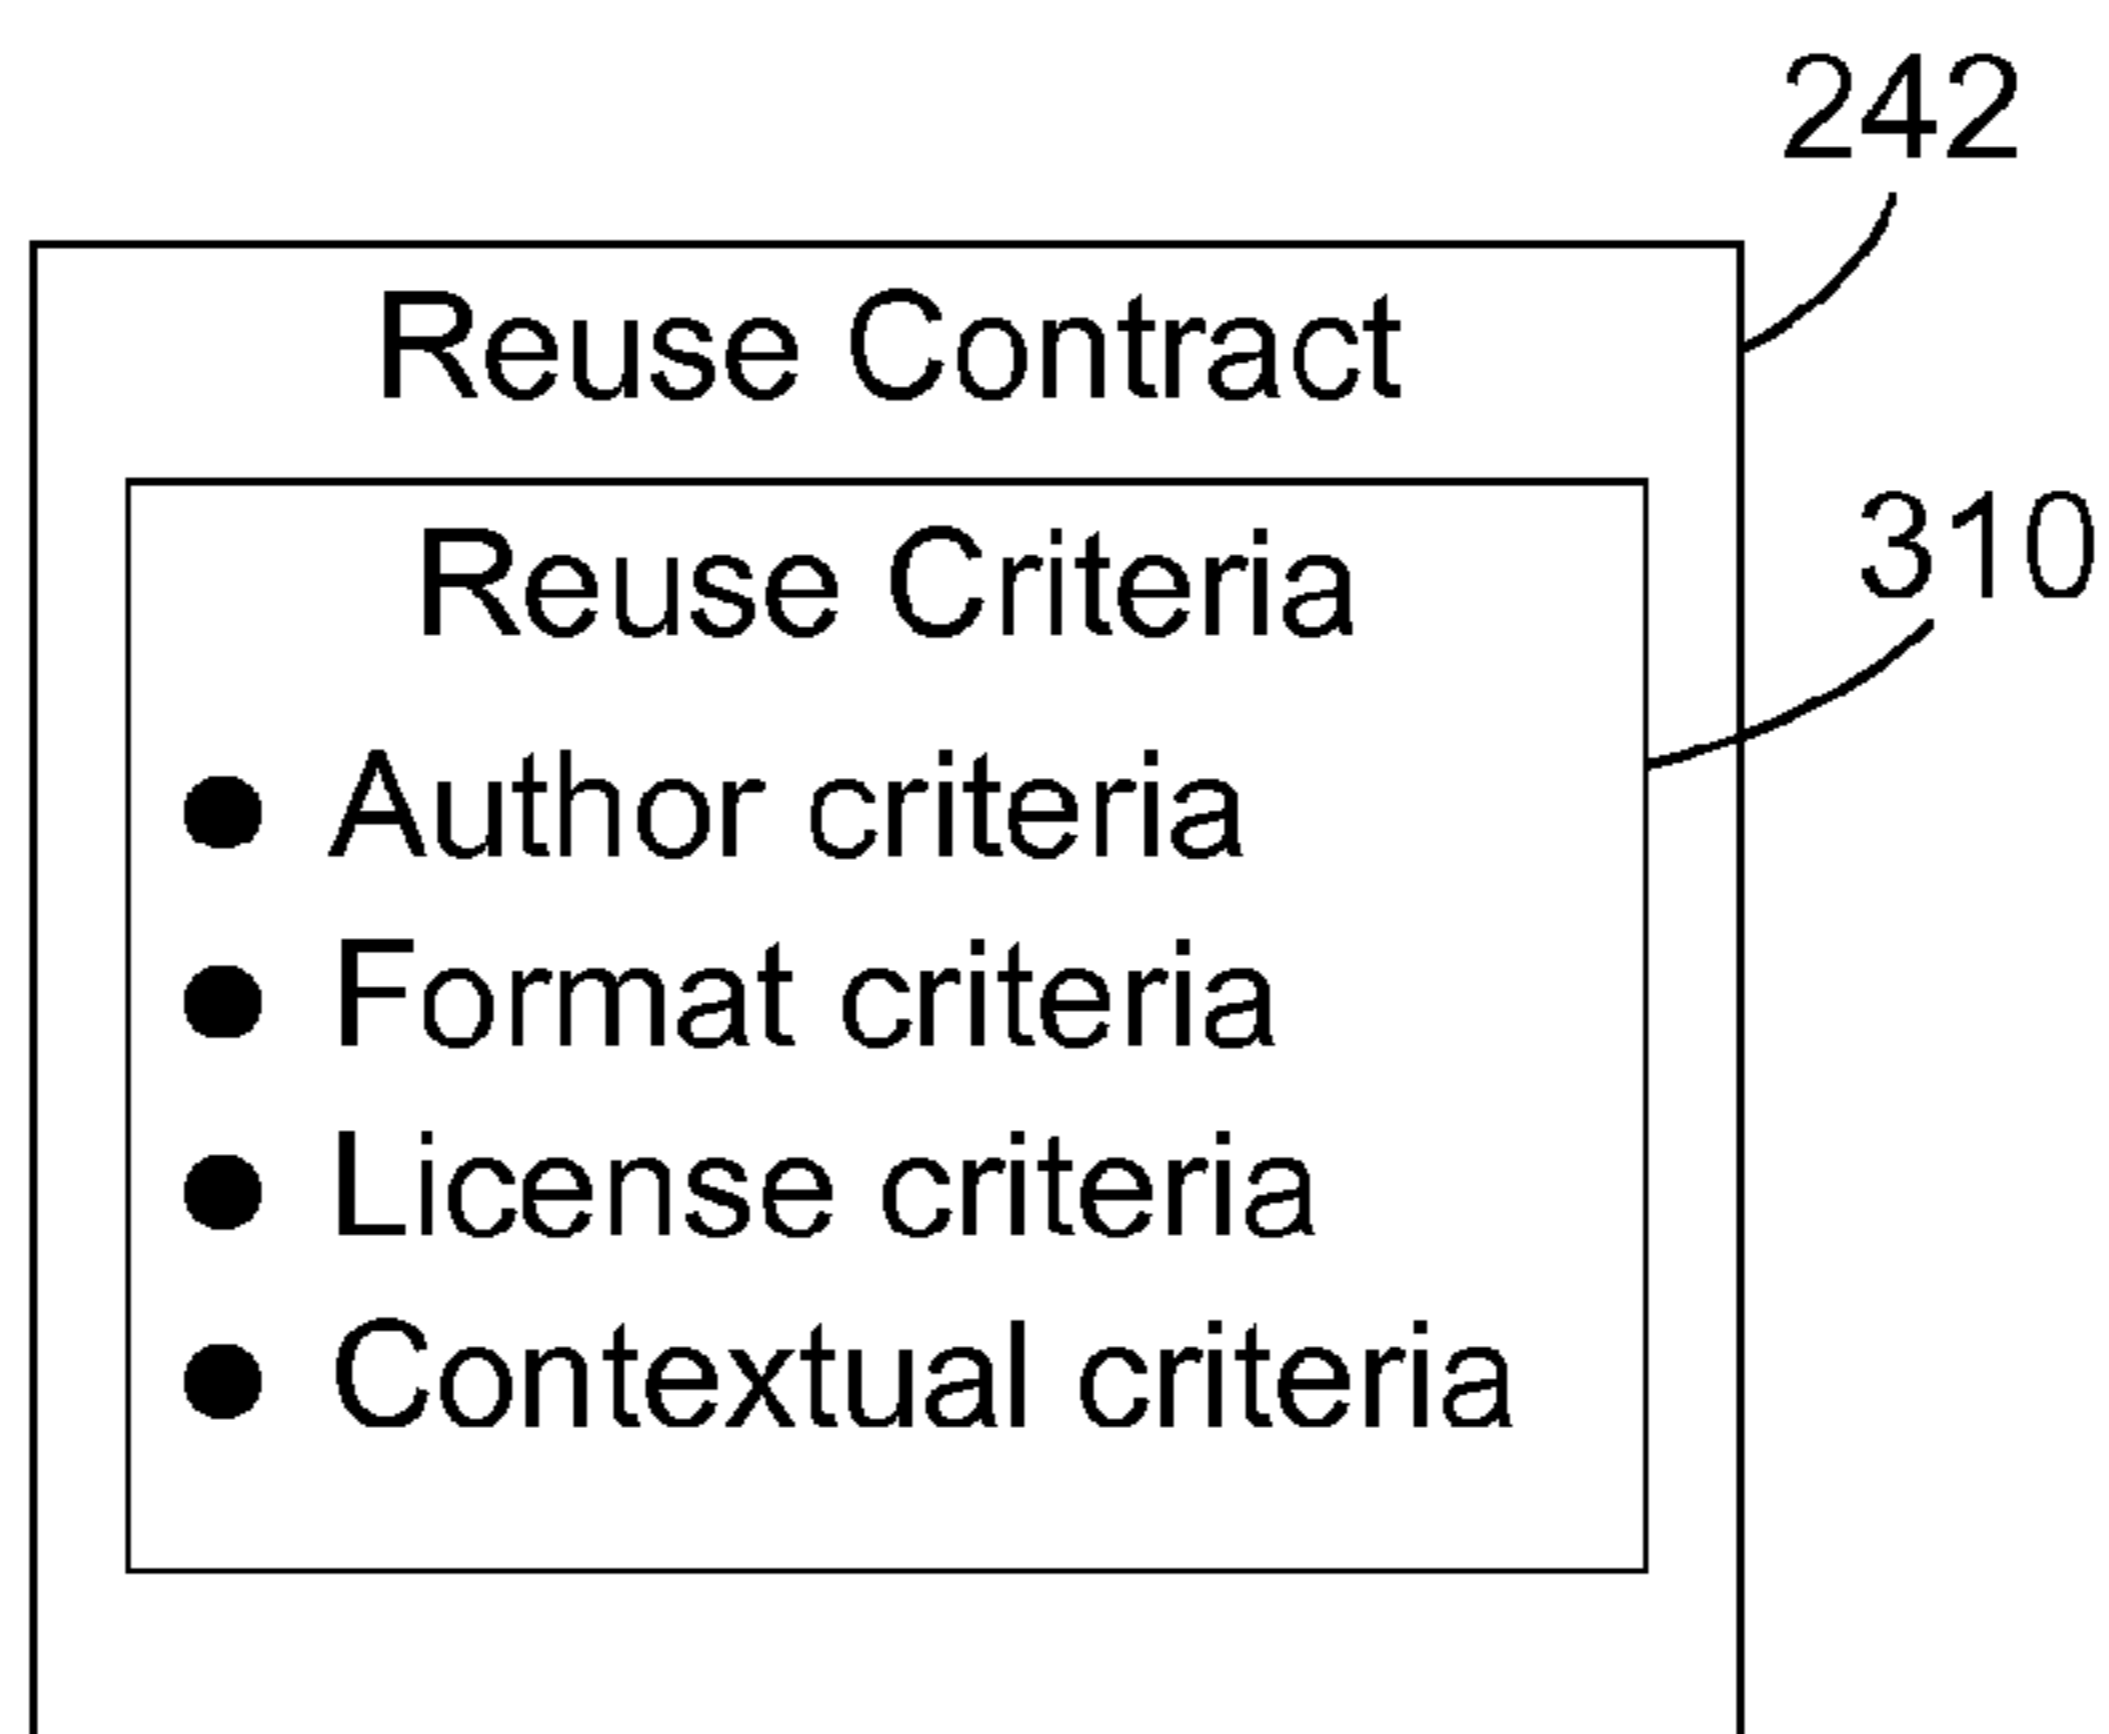 242
Reuse Contract
310
Reuse Criteria
● Author criteria
● Format criteria
● License criteria
● Contextual criteria